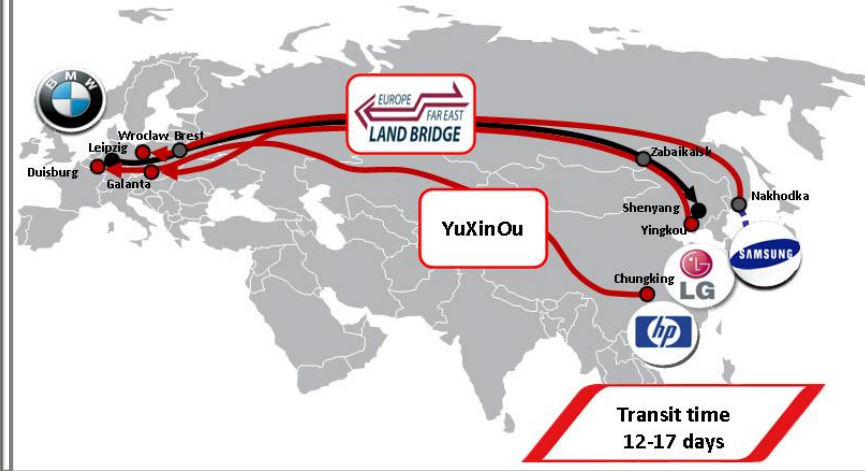 BMW
EUROPE
FAR EAST
LAND BRIDGE
Wroclaw Brest
Leipzig
Duisburg
Galanta
Zabaikalsk
Nakhodka
Shenyang
Yingkou
SAMSUNG
YuXinOu
Chungking
LG
hp
Transit time
12-17 days